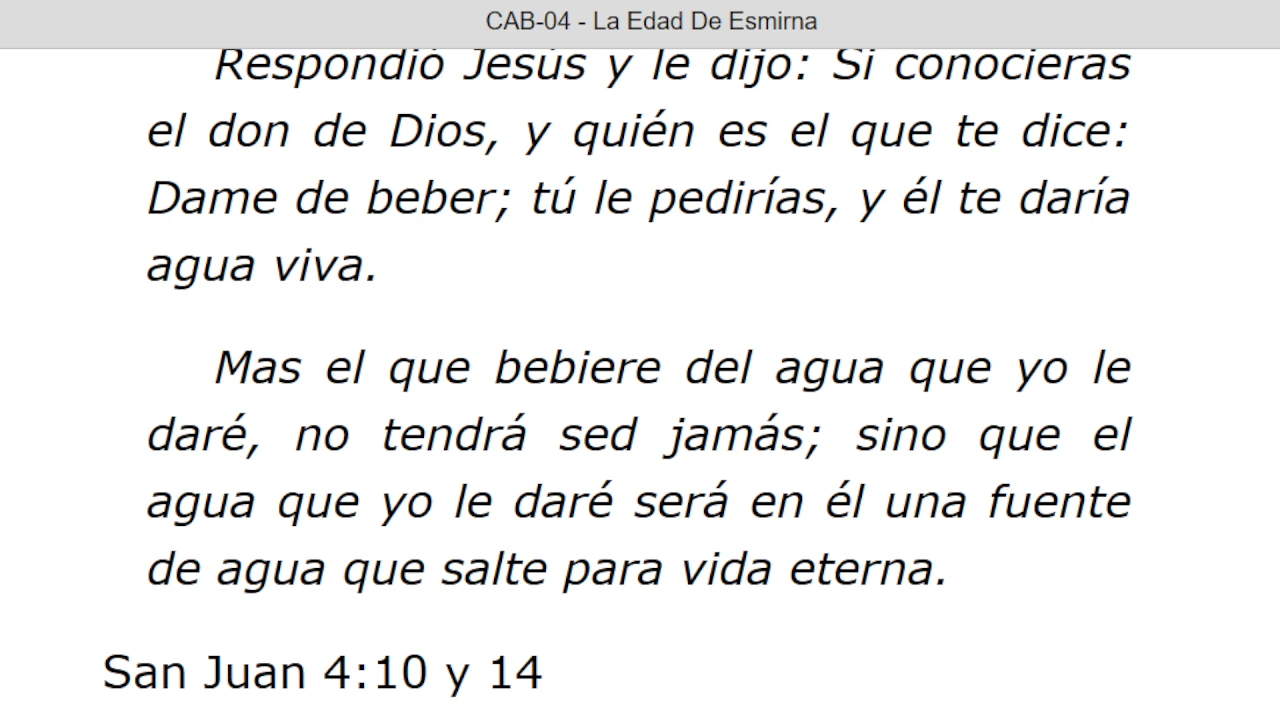 CAB-04 - La Edad De Esmirna
Respondió Jesús y le dijo: Si conocieras
el don de Dios, y quién es el que te dice:
Dame de beber; tú le pedirías, y él te daría
agua viva.
Mas el que bebiere del agua que yo le
daré, no tendrá sed jamás; sino que el
agua que yo le daré será en él una fuente
de agua que salte para vida eterna.
San Juan 4:10 y 14